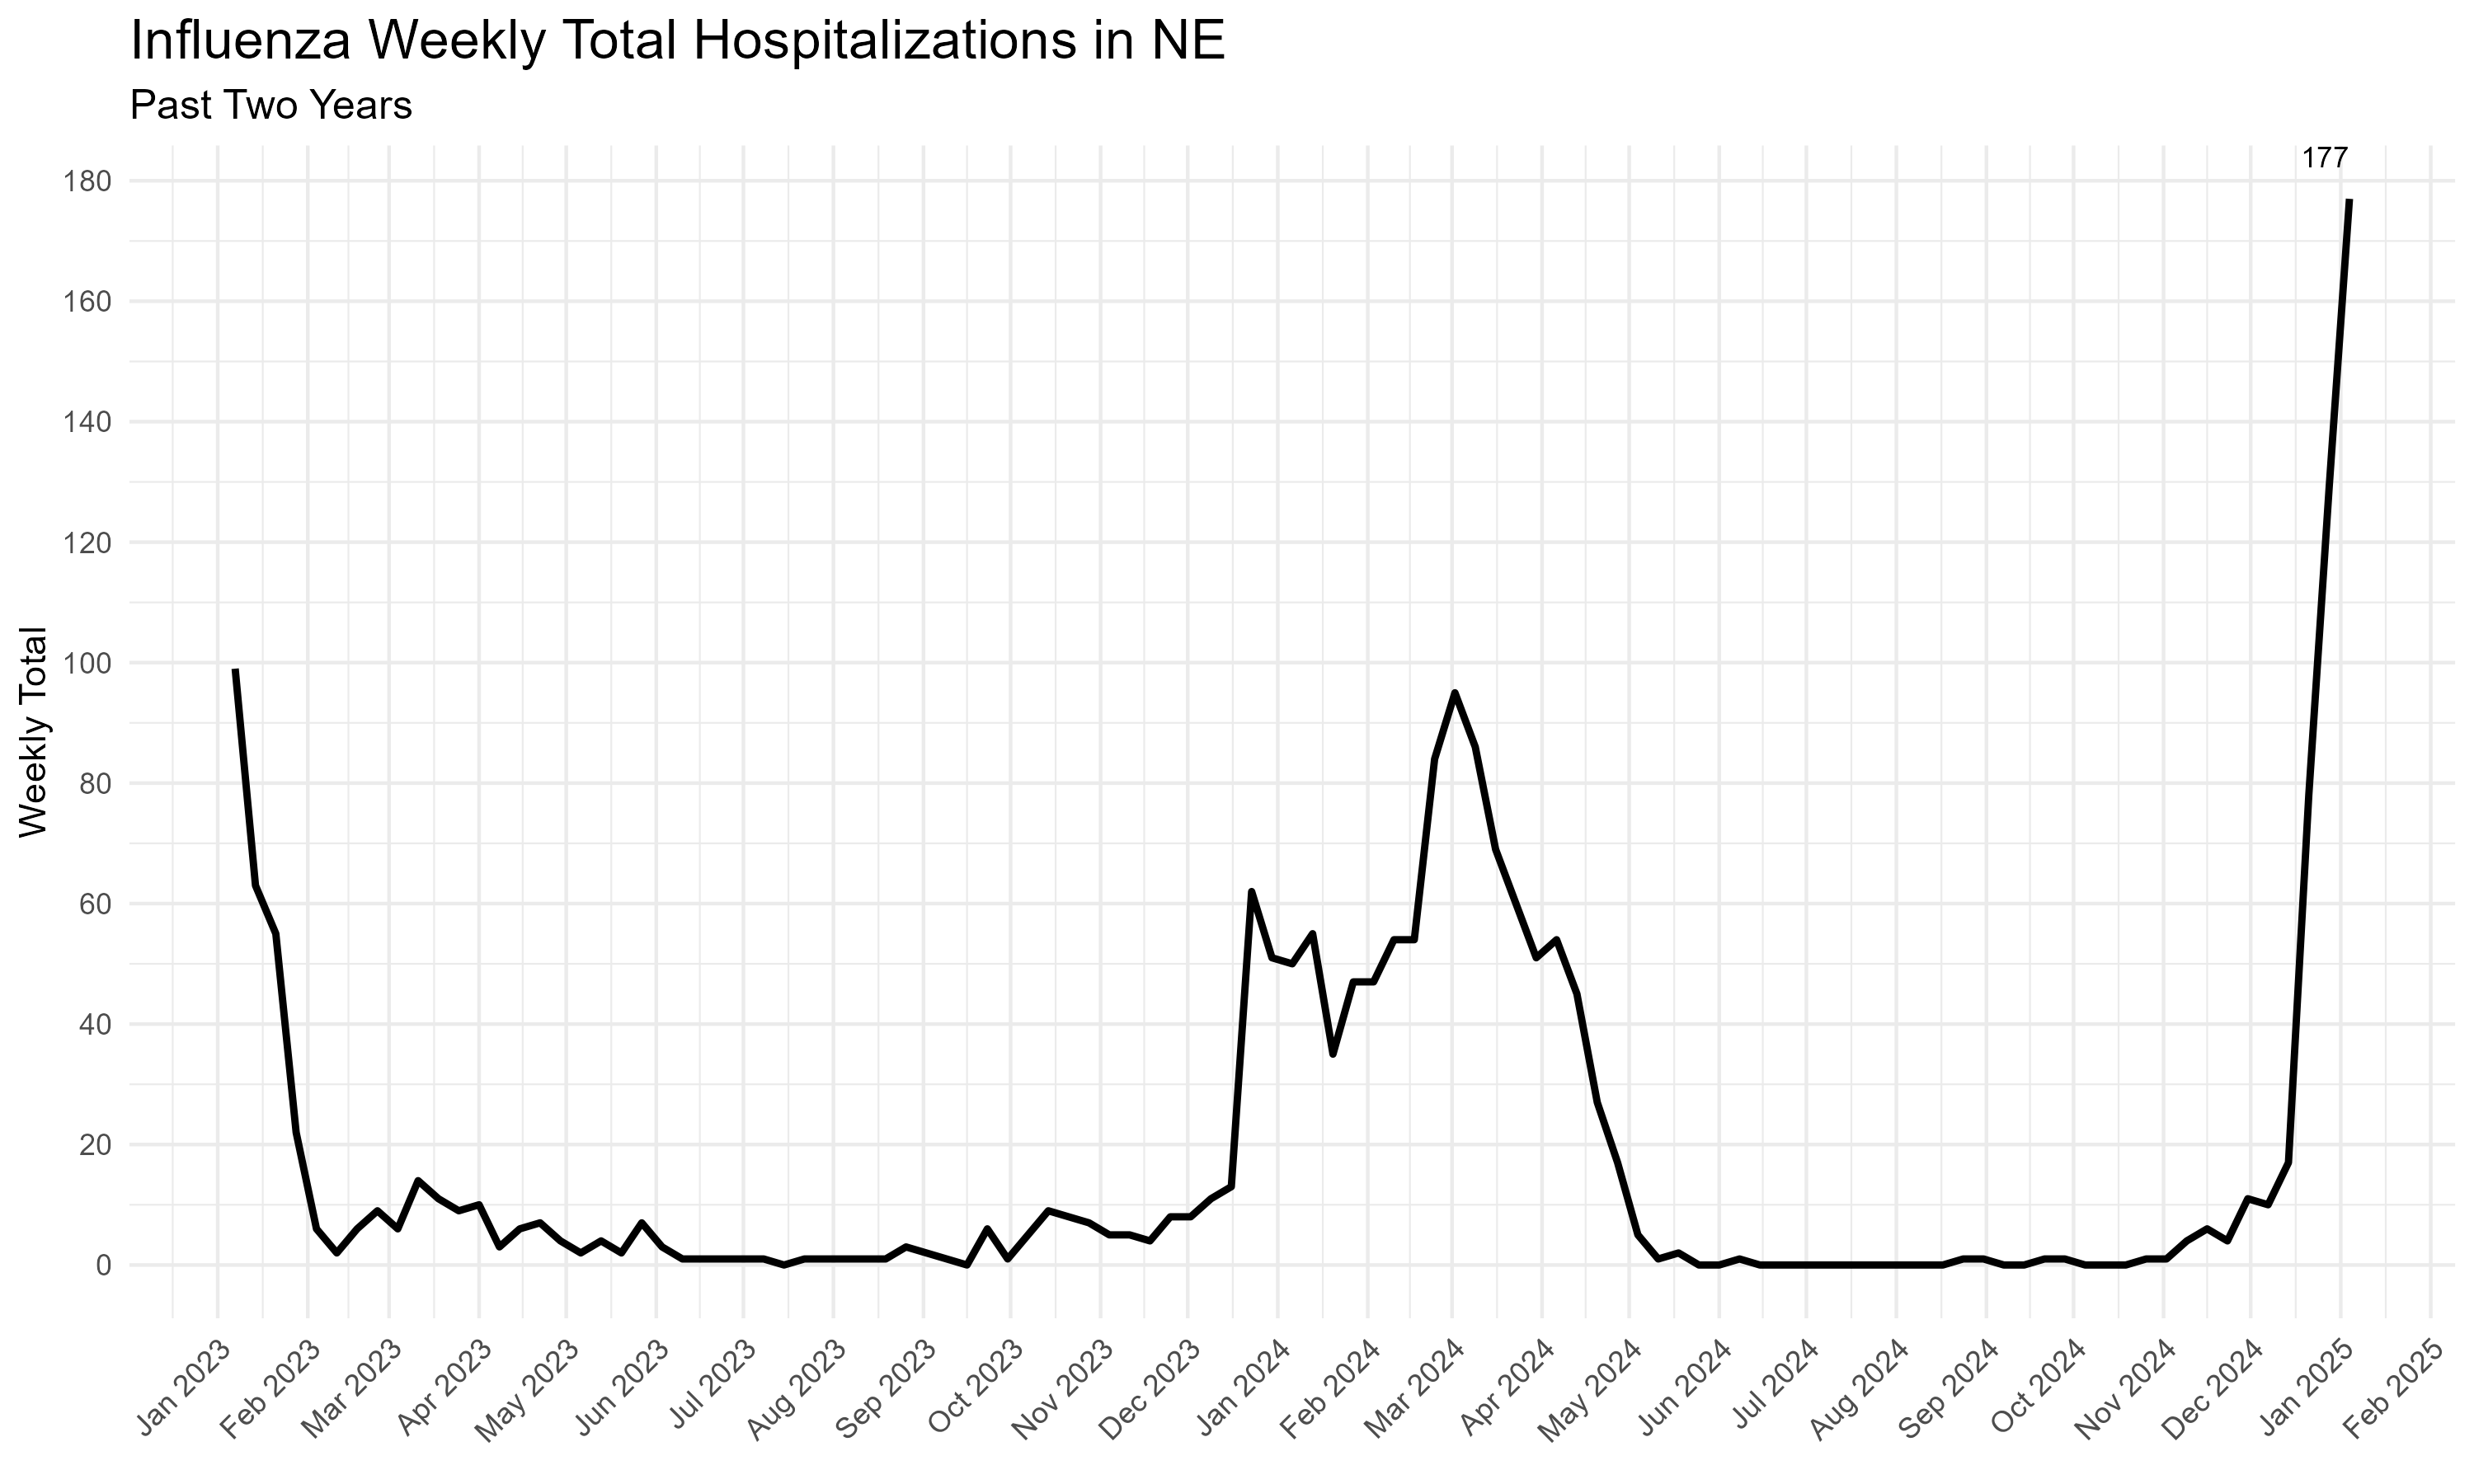 Influenza Weekly Total Hospitalizations in NE
Past Two Years
177
180
160
140
120
100
80
60
40
20
0
Weekly Total
Jan 2023
Feb 2023
Mar 2023
Apr 2023
May 2023
Jun 2023
Jul 2023
Aug 2023
Sep 2023
Oct 2023
Nov 2023
Dec 2023
Jan 2024
Feb 2024
Mar 2024
Apr 2024
May 2024
Jun 2024
Jul 2024
Aug 2024
Sep 2024
Oct 2024
Nov 2024
Dec 2024
Jan 2025
Feb 2025